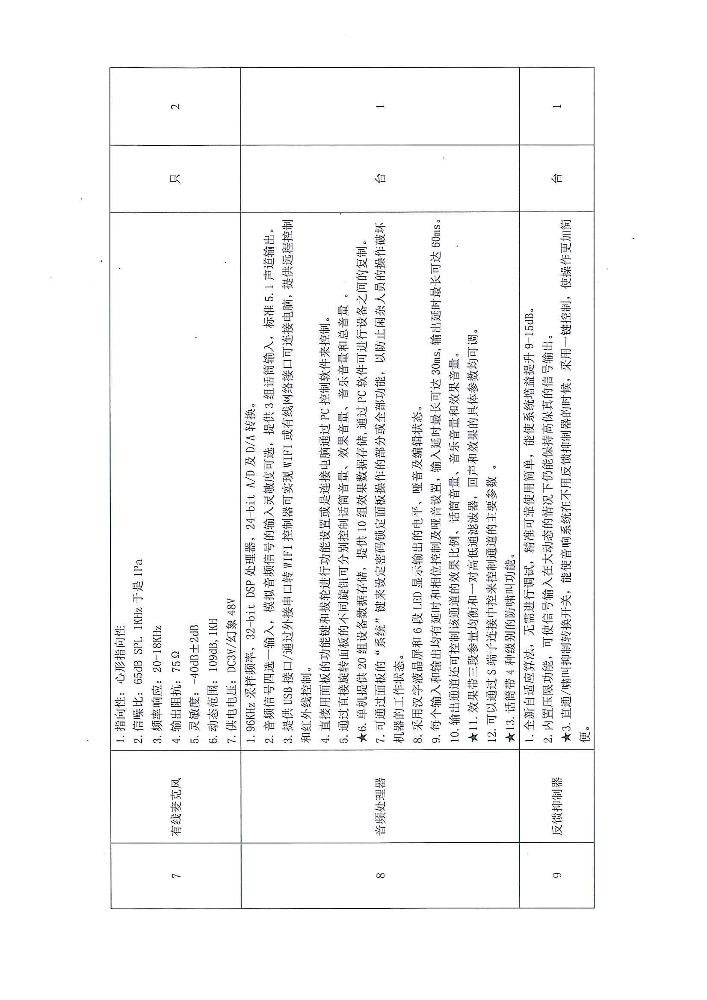 7
有线麦克风
1.指向性：心形指向性
2.信噪比：65dB SPL 1KHz 于是 1Pa
3.频率响应：20-18KHz
4.输出阻抗：75Ω
5.灵敏度：-40dB±2dB
6.动态范围：109dB,1KH
7.供电电压：DC3V/幻象 48V
只
2
8
音频处理器
1.96KHz 采样频率，32-bit DSP 处理器，24-bit A/D 及 D/A 转换。
2.音频信号四选一输入，模拟音频信号的输入灵敏度可选，提供 3 组话筒输入，标准 5.1 声道输出。
3.提供 USB 接口/通过外接串口转 WIFI 控制器可实现 WIFI 或有线网络接口可连接电脑，提供远程控制
和红外线控制。
4.直接用面板的功能键和拔轮进行功能设置或是连接电脑通过 PC 控制软件来控制。
5.通过直接旋转面板的不同旋钮可分别控制话筒音量、效果音量、音乐音量和总音量 。
★6.单机提供 20 组设备数据存储，提供 10 组效果数据存储,通过 PC 软件可进行设备之间的复制。
7.可通过面板的“系统”键来设定密码锁定面板操作的部分或全部功能，以防止闲杂人员的操作破坏
机器的工作状态。
8.采用汉字液晶屏和 6 段 LED 显示输出的电平、哑音及编辑状态。
9.每个输入和输出均有延时和相位控制及哑音设置，输入延时最长可达 30ms,输出延时最长可达 60ms。
10.输出通道还可控制该通道的效果比例、话筒音量、音乐音量和效果音量。
★11.效果带三段参量均衡和一对高低通滤波器，回声和效果的具体参数均可调。
12.可以通过 S 端子连接中控来控制通道的主要参数 。
★13.话筒带 4 种级别的防啸叫功能。
台
1
9
反馈抑制器
1.全新自适应算法，无需进行调试，精准可靠使用简单，能使系统增益提升 9-15dB。
2.内置压限功能，可使信号输入在大动态的情况下仍能保持高保真的信号输出。
★3.直通/啸叫抑制转换开关，能使音响系统在不用反馈抑制器的时候，采用一键控制，使操作更加简
便。
台
1